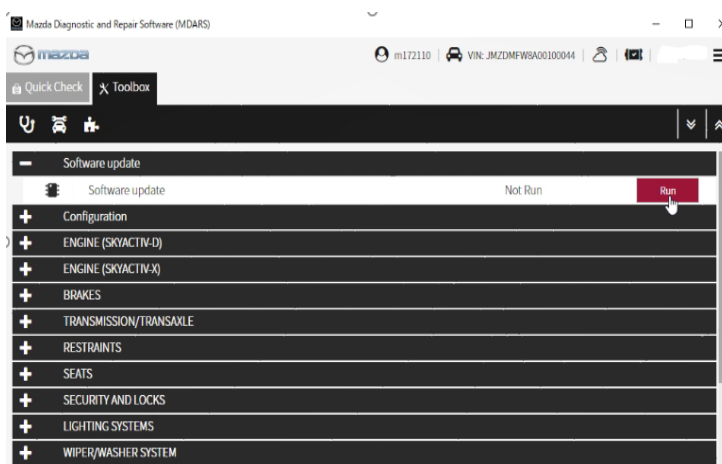 Mazda Diagnostic and Repair Software (MDARS)
mazda m172110 VIN: JMZDMFW8A00100044
Quick Check Toolbox
Software update
Software update Not Run Run
Configuration
ENGINE (SKYACTIV-D)
ENGINE (SKYACTIV-X)
BRAKES
TRANSMISSION/TRANSAXLE
RESTRAINTS
SEATS
SECURITY AND LOCKS
LIGHTING SYSTEMS
WIPER/WASHER SYSTEM